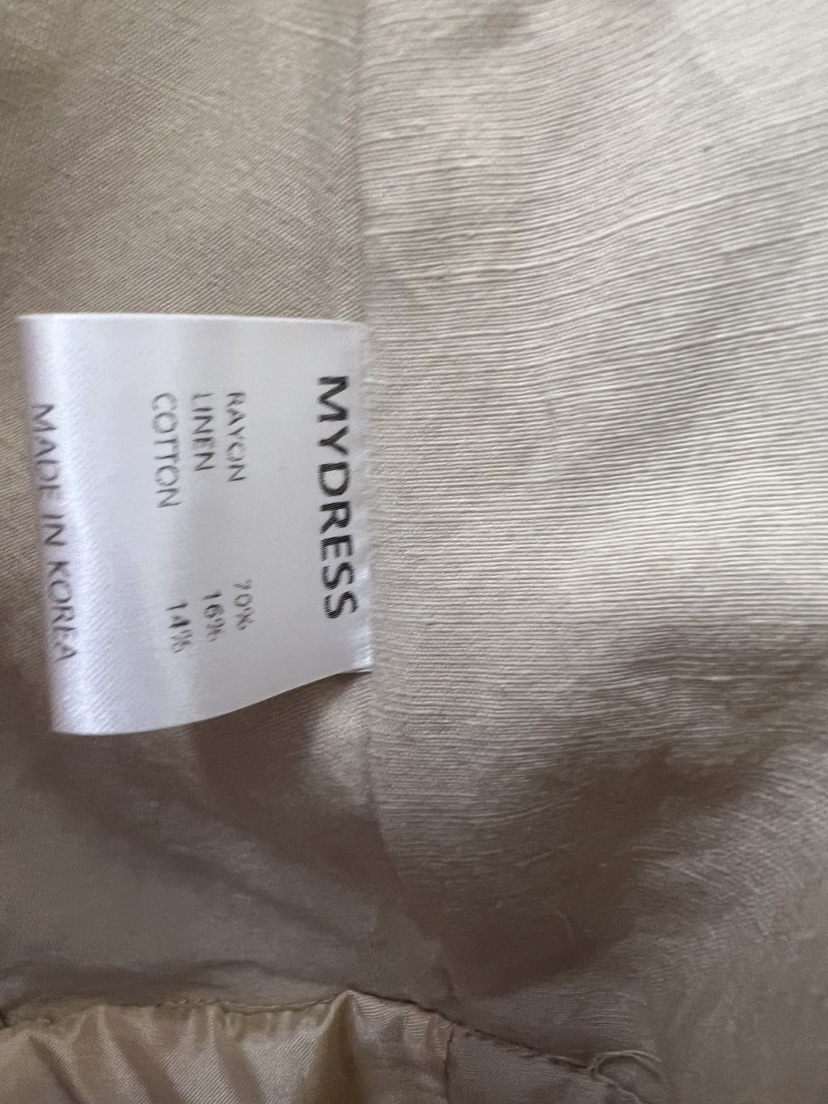 MYDRESS
RAYON 70%
LINEN 16%
COTTON 14%
MADE IN KOREA